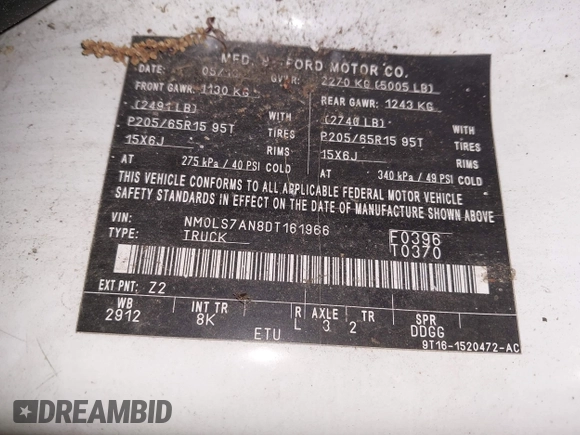 MFD. FORD MOTOR CO.
DATE: 05/ GVWR: 2270 KG (5005 LB)
FRONT GAWR: 1130 KG REAR GAWR: 1243 KG
(2491 LB) WITH (2740 LB) WITH
P205/65R15 95T TIRES P205/65R15 95T TIRES
15X6J RIMS 15X6J RIMS
AT 275 kPa / 40 PSI COLD AT 340 kPa / 49 PSI COLD
THIS VEHICLE CONFORMS TO ALL APPLICABLE FEDERAL MOTOR VEHICLE
SAFETY STANDARDS IN EFFECT ON THE DATE OF MANUFACTURE SHOWN ABOVE
VIN: NM0LS7AN8DT161966 F0396
TYPE: TRUCK T0370
EXT PNT: Z2
WB INT TR R AXLE TR SPR
2912 8K L 3 2 DDGG
ETU 9T16-1520472-AC
DREAMBID